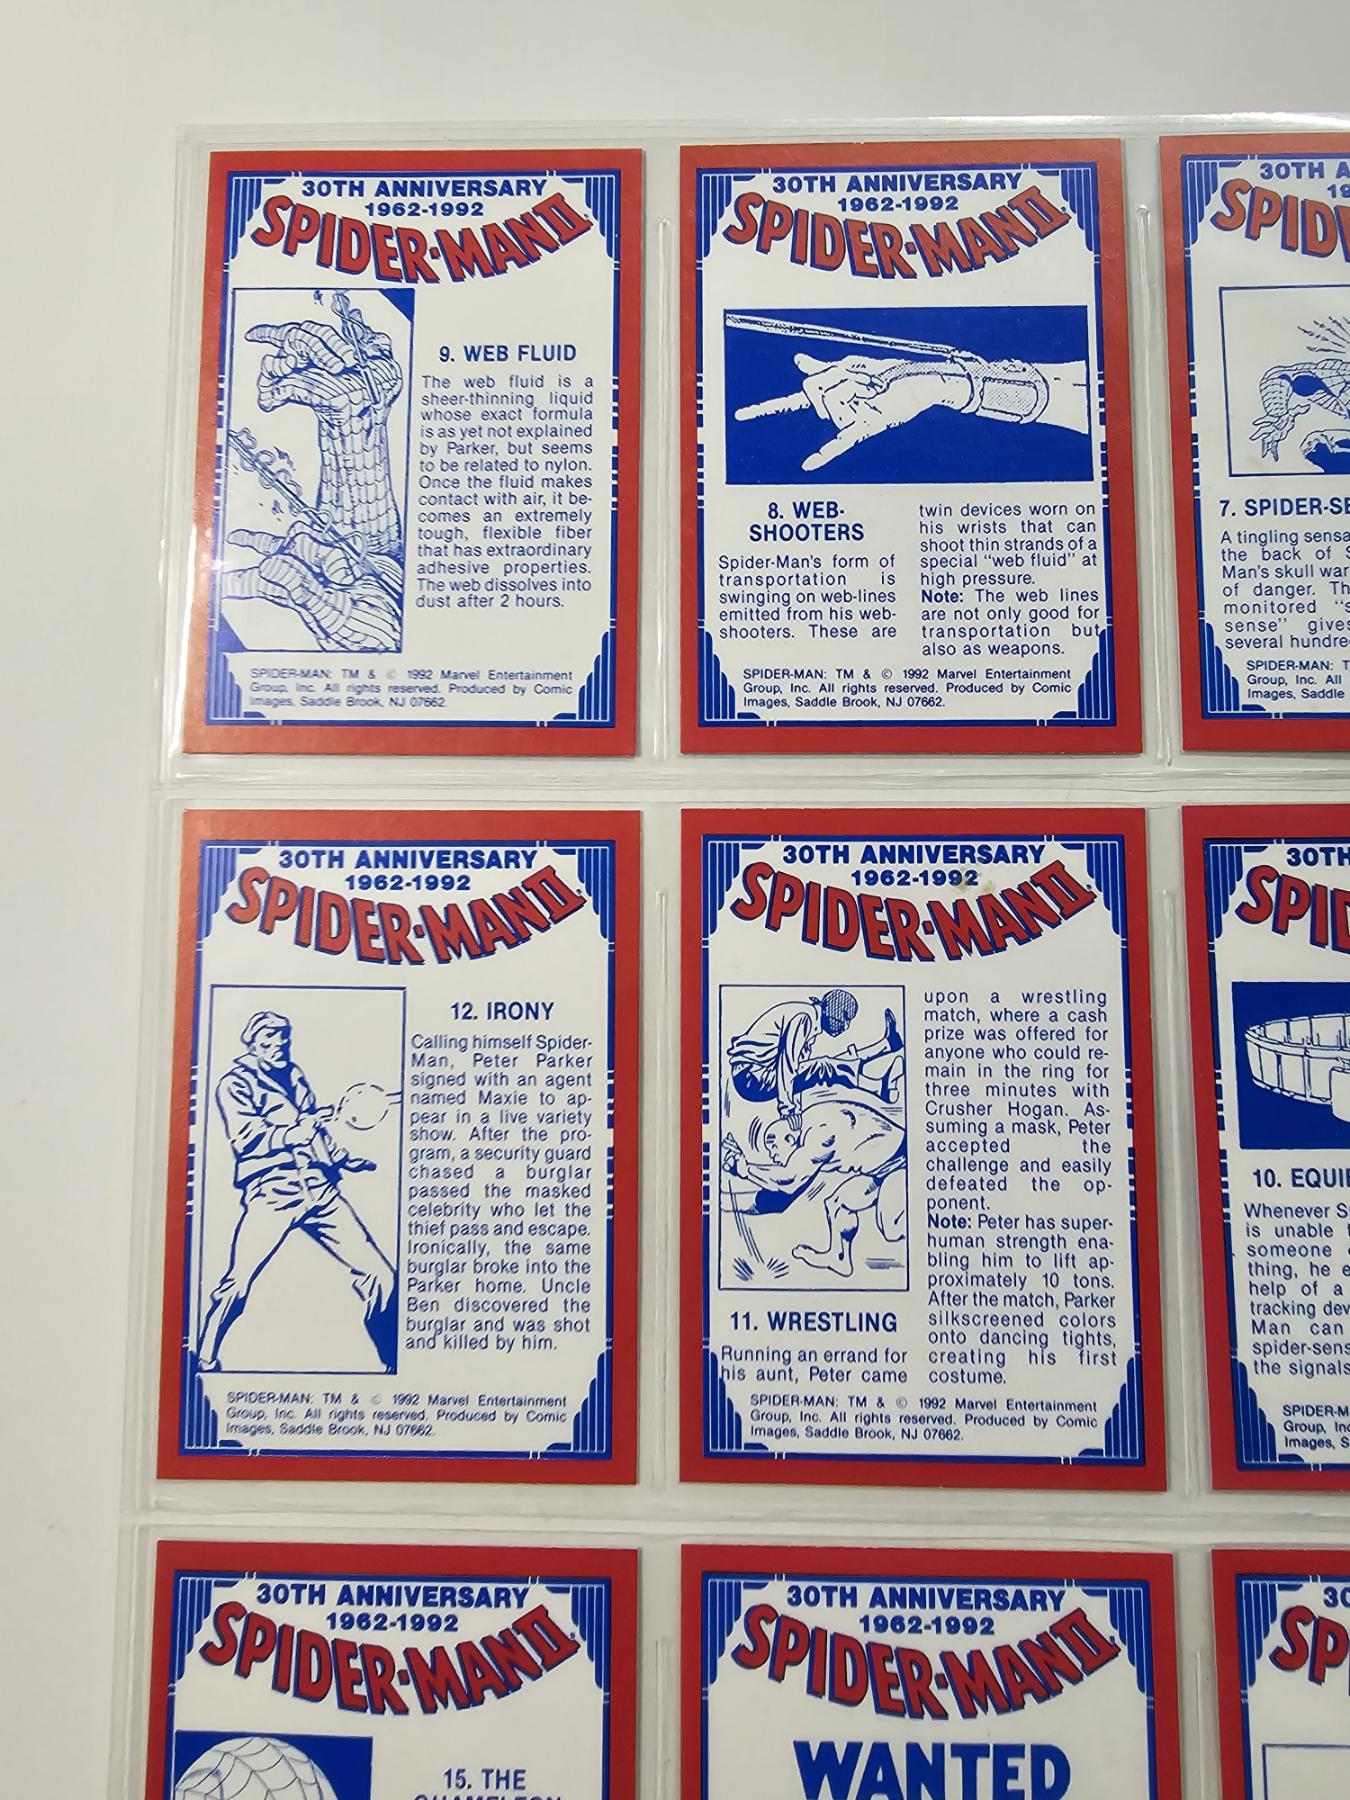 30TH ANNIVERSARY
1962-1992
SPIDER-MAN II
9. WEB FLUID
The web fluid is a
sheer-thinning liquid
whose exact formula
is as yet not explained
by Parker, but seems
to be related to nylon.
Once the fluid makes
contact with air, it be-
comes an extremely
tough, flexible fiber
that has extraordinary
adhesive properties.
The web dissolves into
dust after 2 hours.
SPIDER-MAN: TM & © 1992 Marvel Entertainment
Group, Inc. All rights reserved. Produced by Comic
Images, Saddle Brook, NJ 07662.
30TH ANNIVERSARY
1962-1992
SPIDER-MAN II
8. WEB-
SHOOTERS
Spider-Man's form of
transportation is
swinging on web-lines
emitted from his web-
shooters. These are
twin devices worn on
his wrists that can
shoot thin strands of a
special "web fluid" at
high pressure.
Note: The web lines
are not only good for
transportation but
also as weapons.
SPIDER-MAN: TM & © 1992 Marvel Entertainment
Group, Inc. All rights reserved. Produced by Comic
Images, Saddle Brook, NJ 07662.
30TH A
19
SPID
7. SPIDER-SE
A tingling sensa
the back of S
Man's skull war
of danger. Th
monitored "s
sense" gives
several hundre
SPIDER-MAN: T
Group, Inc. All
Images, Saddle
30TH ANNIVERSARY
1962-1992
SPIDER-MAN II
12. IRONY
Calling himself Spider-
Man, Peter Parker
signed with an agent
named Maxie to ap-
pear in a live variety
show. After the pro-
gram, a security guard
chased a burglar
passed the masked
celebrity who let the
thief pass and escape.
Ironically, the same
burglar broke into the
Parker home. Uncle
Ben discovered the
burglar and was shot
and killed by him.
SPIDER-MAN: TM & © 1992 Marvel Entertainment
Group, Inc. All rights reserved. Produced by Comic
Images, Saddle Brook, NJ 07662.
30TH ANNIVERSARY
1962-1992
SPIDER-MAN II
11. WRESTLING
Running an errand for
his aunt, Peter came
upon a wrestling
match, where a cash
prize was offered for
anyone who could re-
main in the ring for
three minutes with
Crusher Hogan. As-
suming a mask, Peter
accepted the
challenge and easily
defeated the op-
ponent.
Note: Peter has super-
human strength ena-
bling him to lift ap-
proximately 10 tons.
After the match, Parker
silkscreened colors
onto dancing tights,
creating his first
costume.
SPIDER-MAN: TM & © 1992 Marvel Entertainment
Group, Inc. All rights reserved. Produced by Comic
Images, Saddle Brook, NJ 07662.
30TH
SPID
10. EQUI
Whenever S
is unable t
someone
thing, he e
help of a
tracking dev
Man can
spider-sens
the signals
SPIDER-M
Group, Inc
Images, S
30TH ANNIVERSARY
1962-1992
SPIDER-MAN II
15. THE
CHAMELEON
30TH ANNIVERSARY
1962-1992
SPIDER-MAN II
WANTED
30
SP